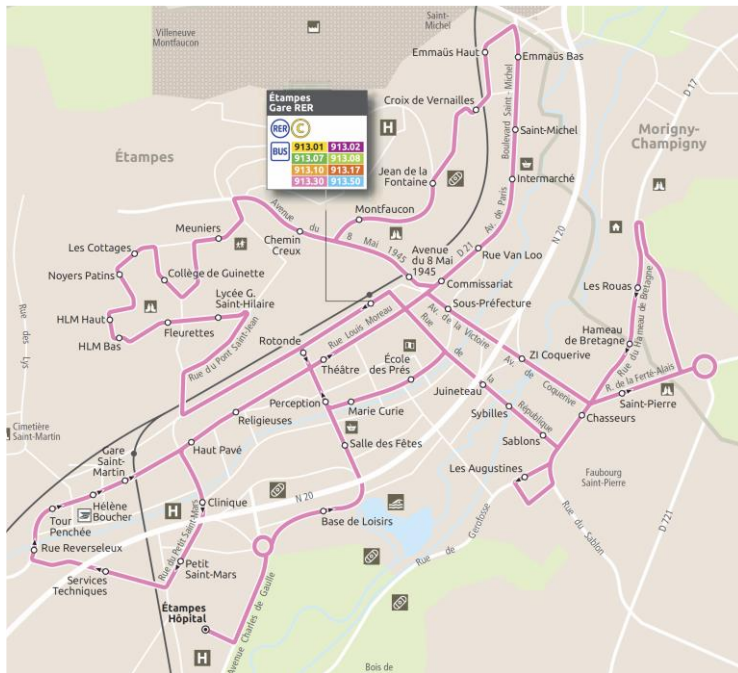 Villeneuve
Montfaucon
Saint-
Michel
Emmaüs Haut
Emmaüs Bas
D 17
Étampes
Gare RER
RER
C
BUS
913.01
913.02
913.07
913.08
913.10
913.17
913.30
913.50
Croix de Vernailles
Boulevard Saint-Michel
Saint-Michel
H
Étampes
Morigny-
Champigny
Jean de la
Fontaine
Intermarché
Av. de Paris
Montfaucon
Avenue du 8 Mai 1945
Meuniers
Chemin
Creux
Avenue
du 8 Mai
1945
D 21
Rue Van Loo
N 20
Les Cottages
Noyers Patins
Collège de Guinette
Commissariat
Sous-Préfecture
Les Rouas
Lycée G.
Saint-Hilaire
HLM Haut
Fleurettes
HLM Bas
Rue des Lys
Rue du Pont Saint-Jean
Rotonde
Rue Louis Moreau
Av. de la Victoire
Av. de Coquerive
Rue de la République
Hameau
de Bretagne
Rue du Hameau de Bretagne
ZI Coquerive
Théâtre
École
des Prés
R. de la Ferté-Alais
Saint-Pierre
Juineteau
Perception
Marie Curie
Sybilles
Chasseurs
Religieuses
Cimetière
Saint-Martin
Salle des Fêtes
Sablons
Haut Pavé
Gare
Saint-
Martin
Les Augustines
Faubourg
Saint-Pierre
Clinique
N 20
Hélène
Boucher
Tour
Penchée
H
Base de Loisirs
Rue de Gerofosse
Rue du Sablon
D 721
Rue Reverseleux
Rue du Petit Saint-Mars
Petit
Saint-Mars
Services
Techniques
Étampes
Hôpital
Avenue Charles de Gaulle
H
Bois de